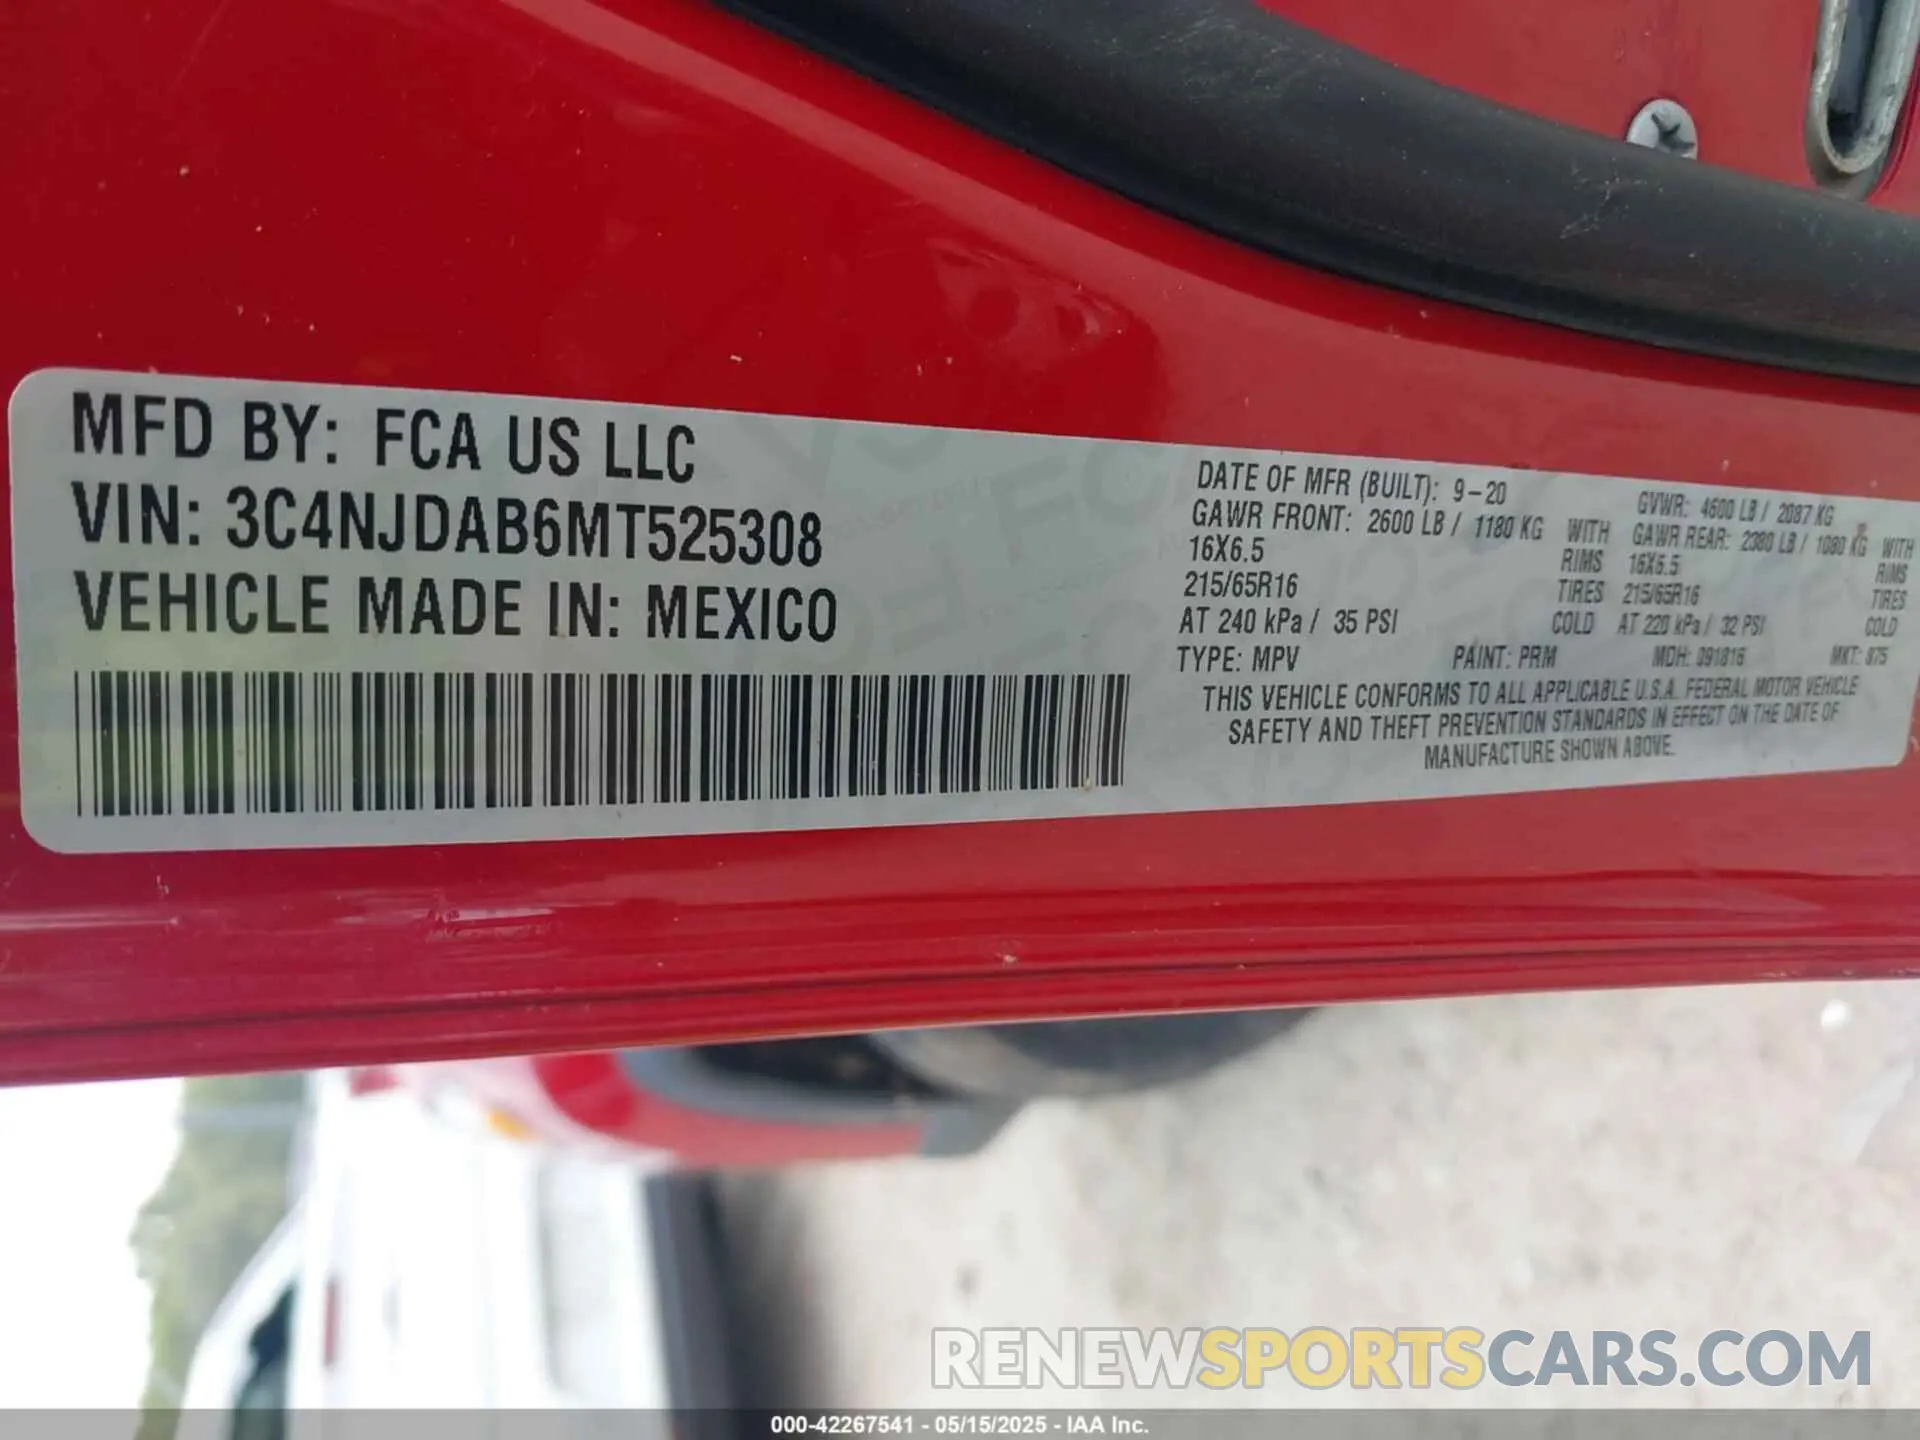 MFD BY: FCA US LLC
VIN: 3C4NJDAB6MT525308
VEHICLE MADE IN: MEXICO
DATE OF MFR (BUILT): 9-20 GVWR: 4600 LB / 2087 KG
GAWR FRONT: 2600 LB / 1180 KG WITH GAWR REAR: 2380 LB / 1080 KG WITH
16X6.5 RIMS 16X6.5 RIMS
215/65R16 TIRES 215/65R16 TIRES
AT 240 kPa / 35 PSI COLD AT 220 kPa / 32 PSI COLD
TYPE: MPV PAINT: PRM MDH: 091816 MKT: 875
THIS VEHICLE CONFORMS TO ALL APPLICABLE U.S.A. FEDERAL MOTOR VEHICLE
SAFETY AND THEFT PREVENTION STANDARDS IN EFFECT ON THE DATE OF
MANUFACTURE SHOWN ABOVE.
RENEWSPORTSCARS.COM
000-42267541 - 05/15/2025 - IAA Inc.